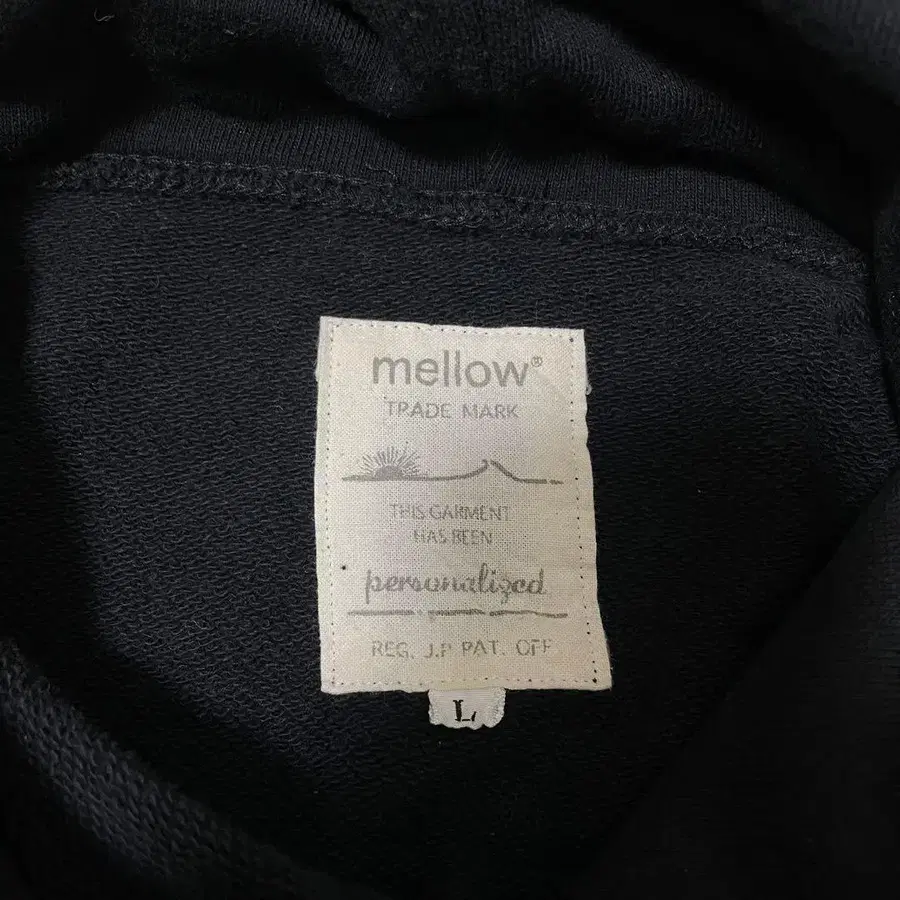 mellow®
TRADE MARK
THIS GARMENT
HAS BEEN
personalized
REG. J.P. PAT. OFF
L